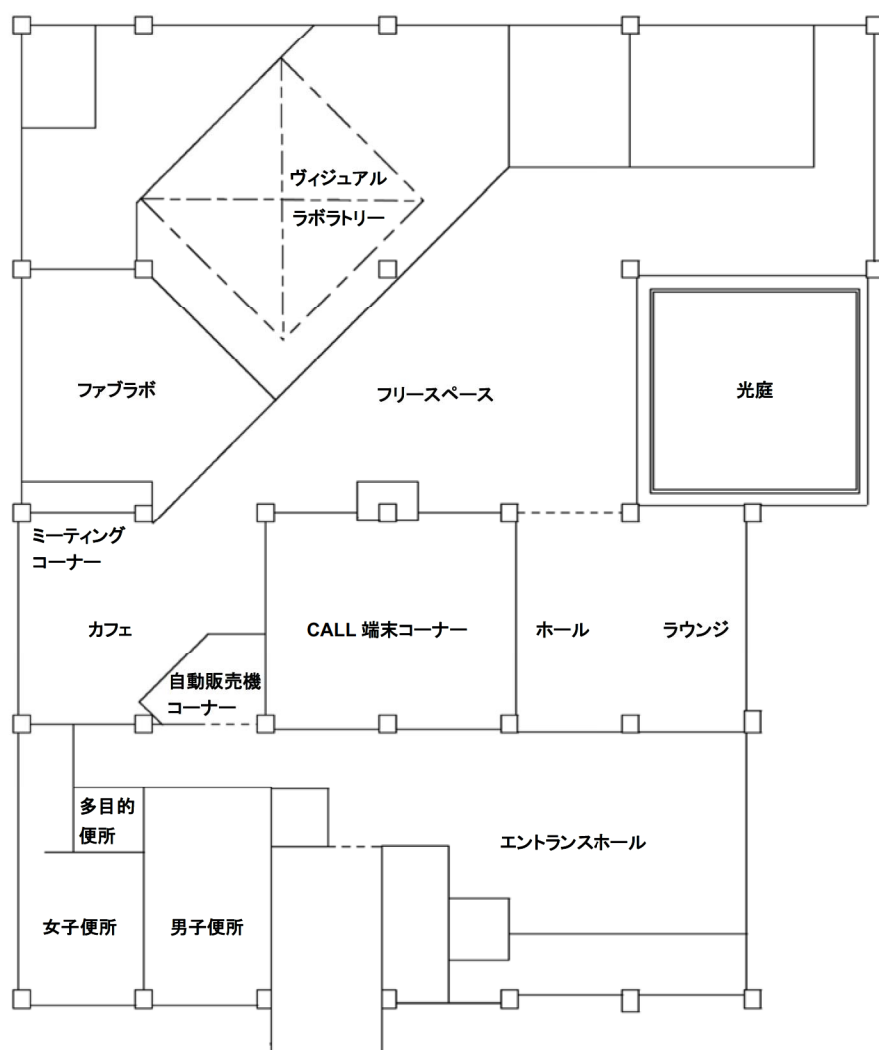 ヴィジュアル
ラボラトリー
ファブラボ
フリースペース
光庭
ミーティング
コーナー
カフェ
CALL 端末コーナー
ホール
ラウンジ
自動販売機
コーナー
多目的
便所
エントランスホール
女子便所
男子便所